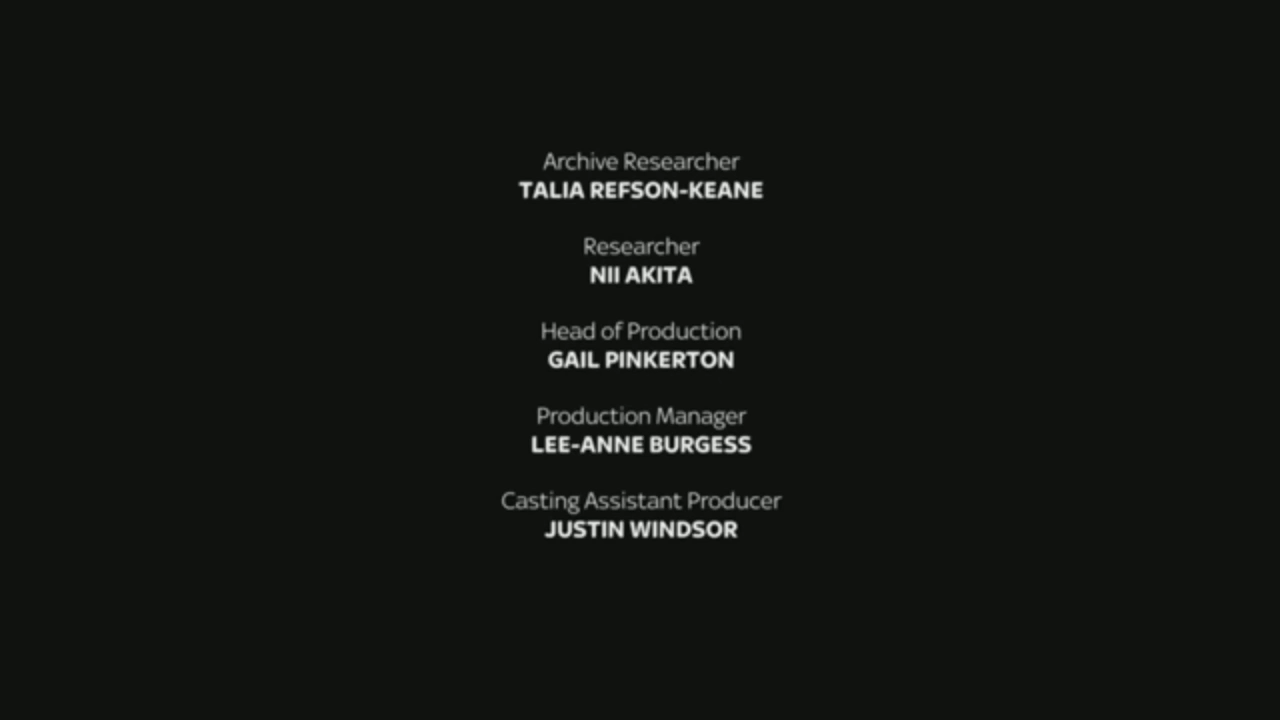 Archive Researcher
TALIA REFSON-KEANE
Researcher
NII AKITA
Head of Production
GAIL PINKERTON
Production Manager
LEE-ANNE BURGESS
Casting Assistant Producer
JUSTIN WINDSOR